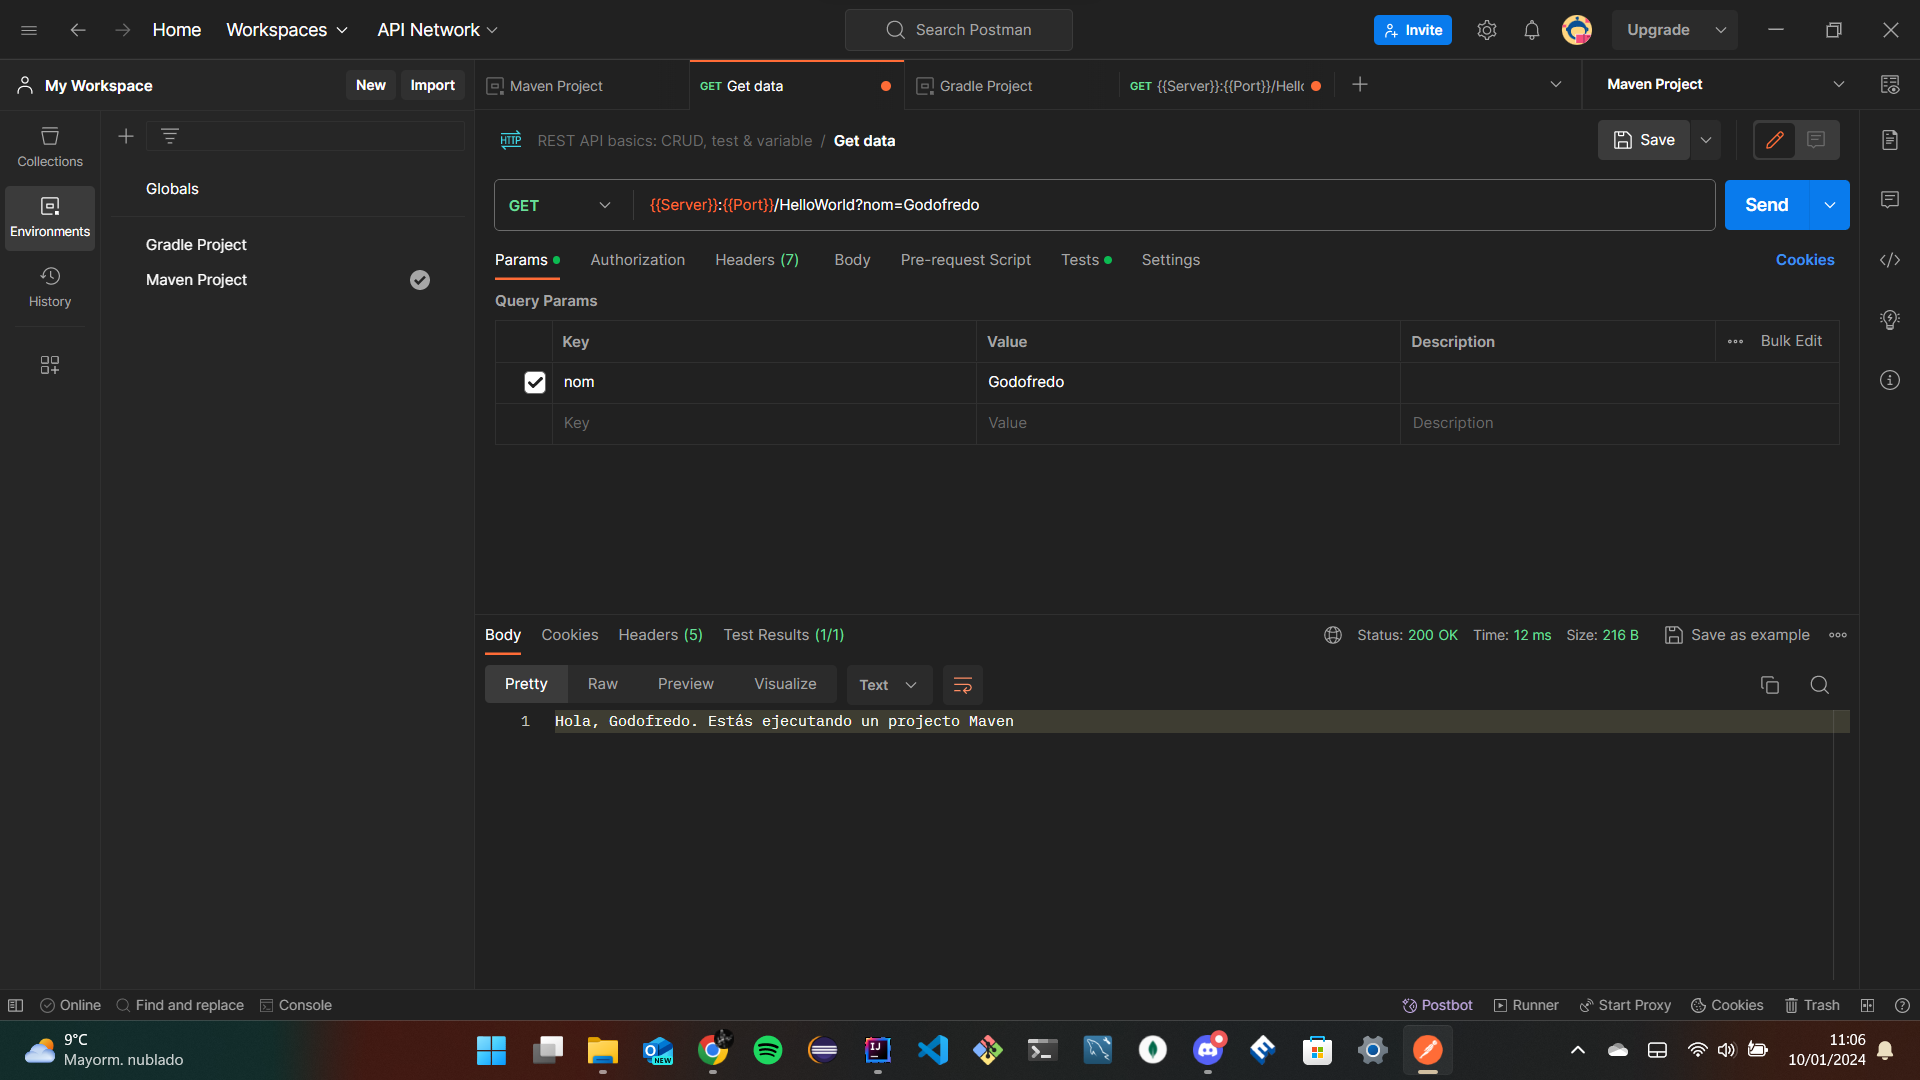 Home Workspaces API Network Search Postman Invite Upgrade
My Workspace New Import Maven Project GET Get data Gradle Project GET {{Server}}:{{Port}}/Hello Maven Project
REST API basics: CRUD, test & variable / Get data Save
Collections
Globals
GET {{Server}}:{{Port}}/HelloWorld?nom=Godofredo Send
Environments
Gradle Project
Params Authorization Headers (7) Body Pre-request Script Tests Settings Cookies
Maven Project
History
Query Params
Key Value Description Bulk Edit
nom Godofredo
Key Value Description
Body Cookies Headers (5) Test Results (1/1) Status: 200 OK Time: 12 ms Size: 216 B Save as example
Pretty Raw Preview Visualize Text
1 Hola, Godofredo. Estás ejecutando un projecto Maven
Online Find and replace Console Postbot Runner Start Proxy Cookies Trash
9°C
Mayorm. nublado
11:06
10/01/2024